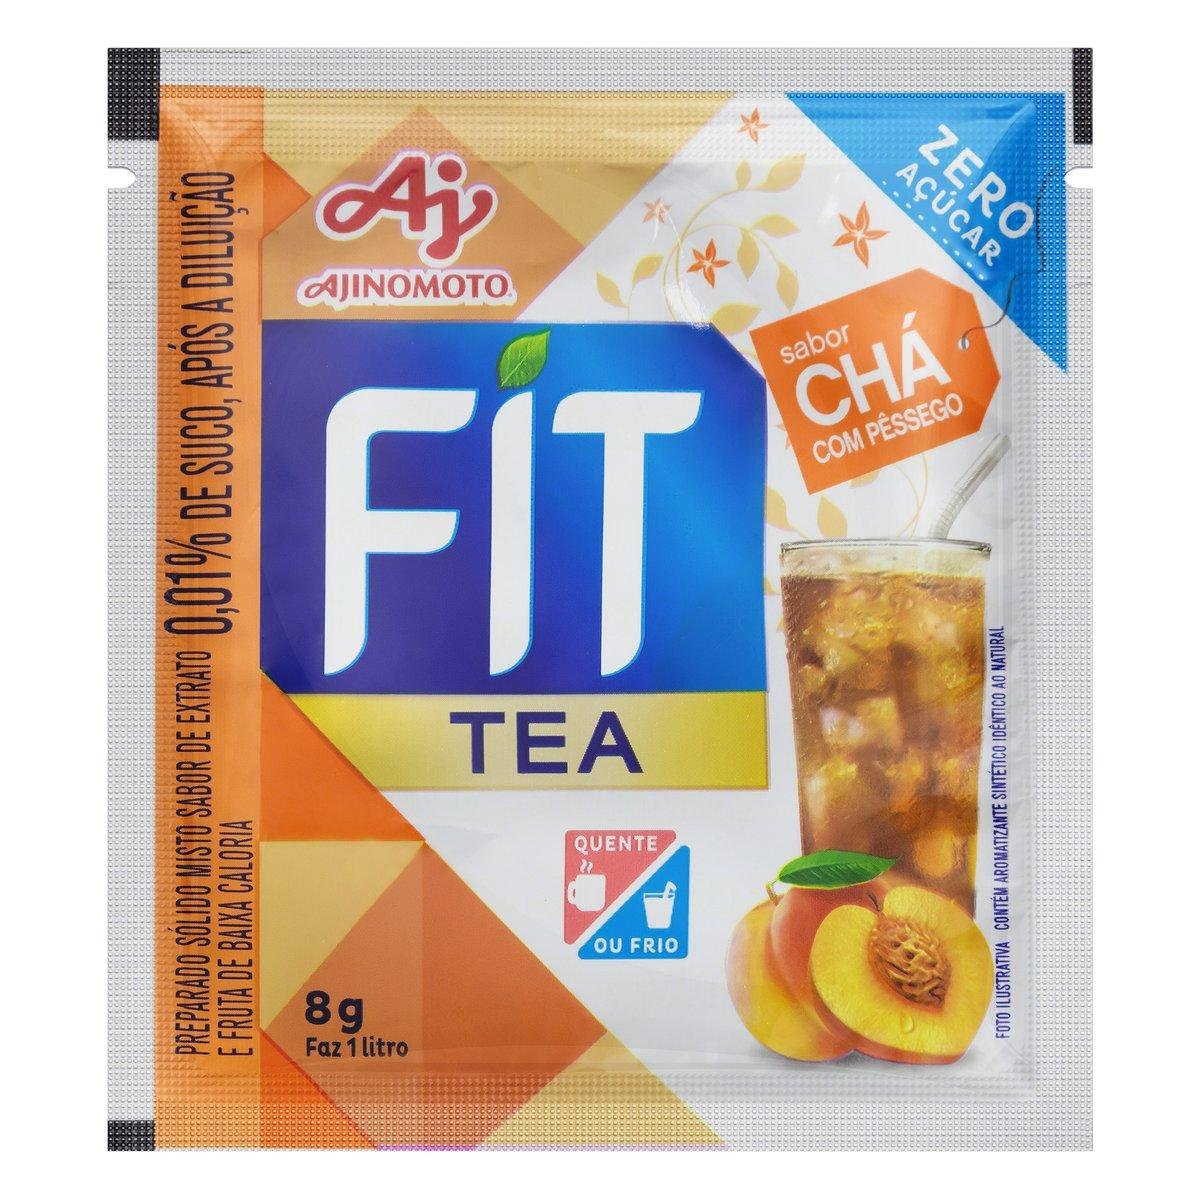 Aj
AJINOMOTO
ZERO
AÇÚCAR
sabor
CHÁ
COM PÊSSEGO
FIT
TEA
QUENTE
OU FRIO
8g
Faz 1 litro
PREPARADO SÓLIDO MISTO SABOR DE EXTRATO 0,01% DE SUCO, APÓS A DILUIÇÃO
E FRUTA DE BAIXA CALORIA
FOTO ILUSTRATIVA CONTÉM AROMATIZANTE SINTÉTICO IDÊNTICO AO NATURAL